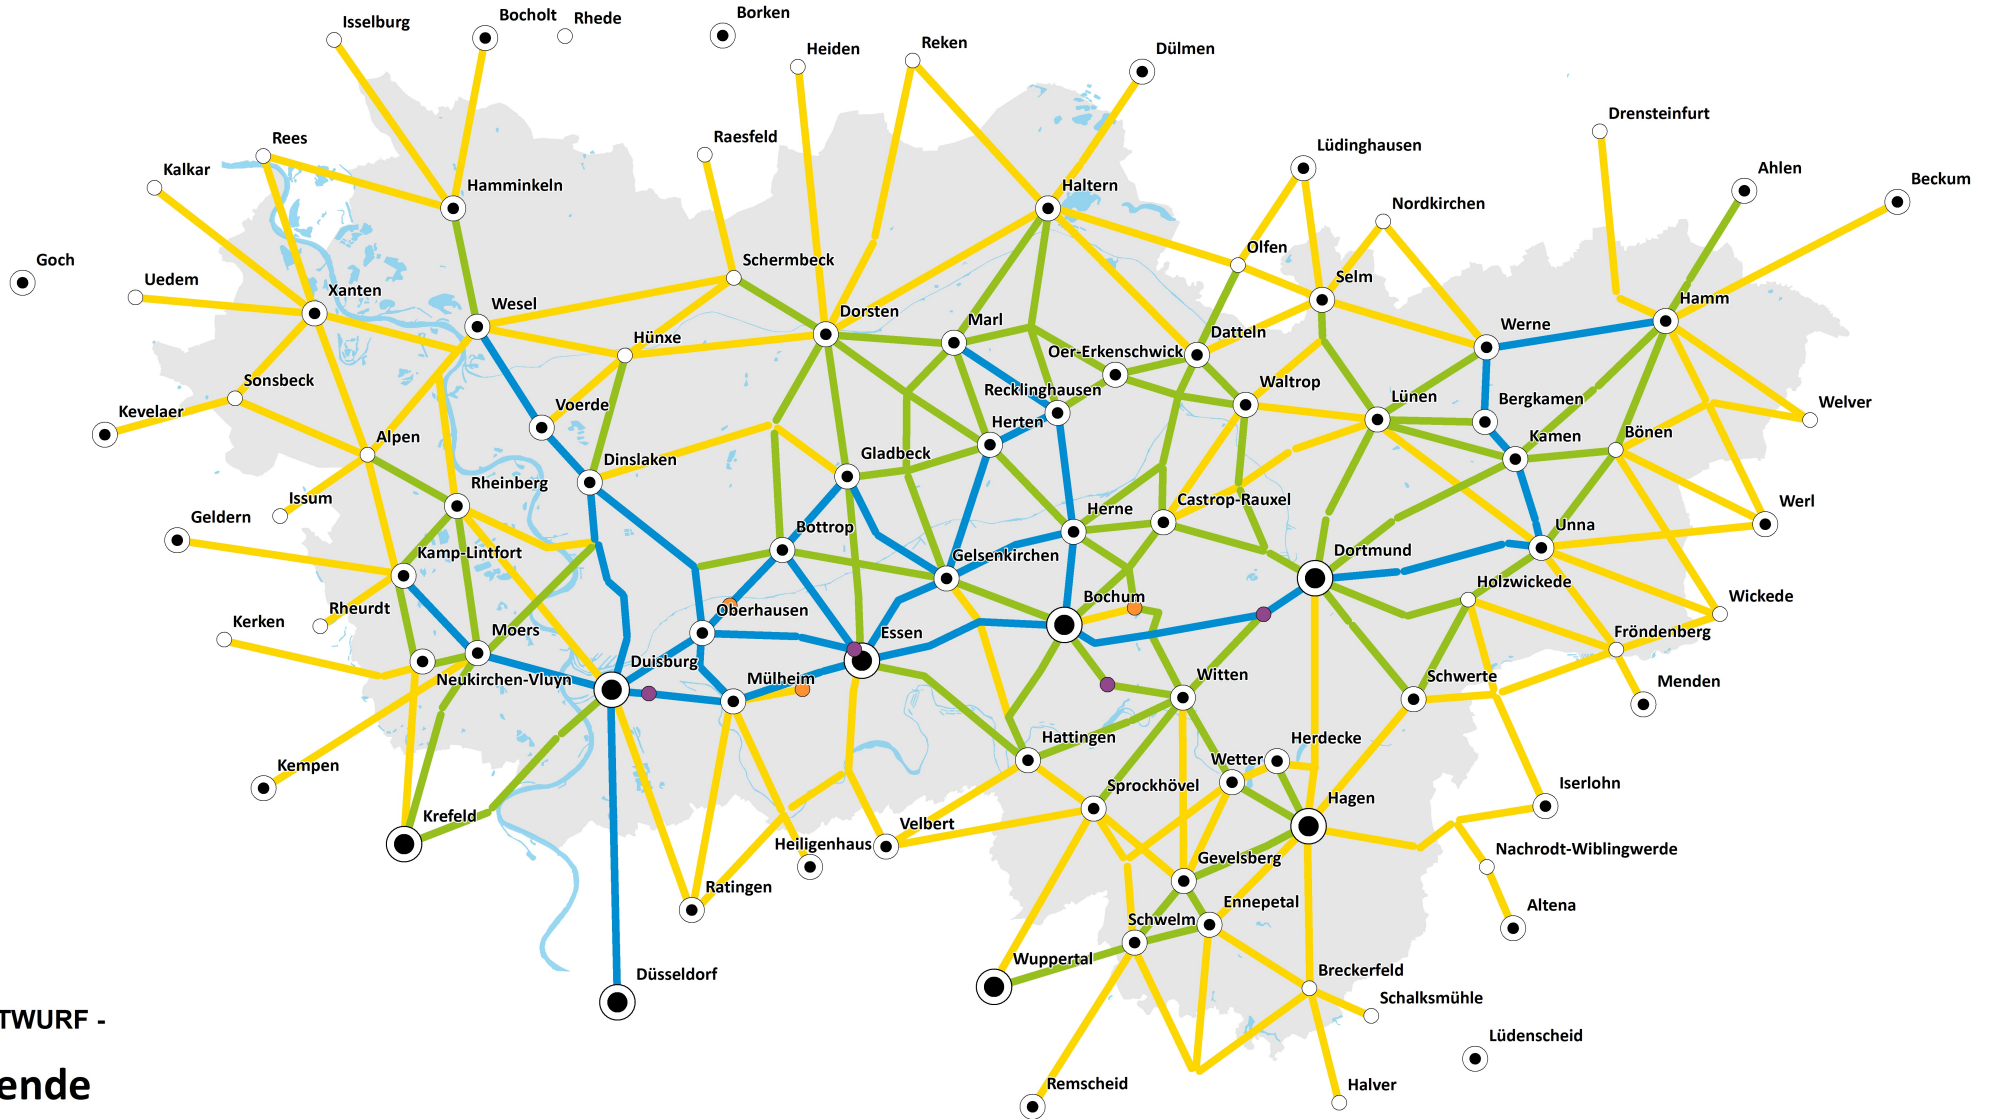 Isselburg
Bocholt
Rhede
Borken
Heiden
Reken
Dülmen
Drensteinfurt
Rees
Raesfeld
Lüdinghausen
Ahlen
Kalkar
Hamminkeln
Haltern
Beckum
Nordkirchen
Goch
Uedem
Xanten
Wesel
Schermbeck
Olfen
Selm
Hamm
Hünxe
Dorsten
Marl
Datteln
Werne
Oer-Erkenschwick
Sonsbeck
Kevelaer
Voerde
Recklinghausen
Waltrop
Lünen
Bergkamen
Welver
Alpen
Herten
Kamen
Bönen
Dinslaken
Gladbeck
Rheinberg
Issum
Geldern
Bottrop
Herne
Castrop-Rauxel
Unna
Werl
Kamp-Lintfort
Gelsenkirchen
Dortmund
Holzwickede
Rheurdt
Oberhausen
Bochum
Wickede
Kerken
Moers
Essen
Fröndenberg
Duisburg
Neukirchen-Vluyn
Mülheim
Witten
Schwerte
Menden
Kempen
Hattingen
Herdecke
Wetter
Sprockhövel
Hagen
Iserlohn
Krefeld
Velbert
Heiligenhaus
Gevelsberg
Nachrodt-Wiblingwerde
Ratingen
Ennepetal
Altena
Schwelm
Düsseldorf
Wuppertal
Breckerfeld
Schalksmühle
TWURF -
Lüdenscheid
ende
Remscheid
Halver